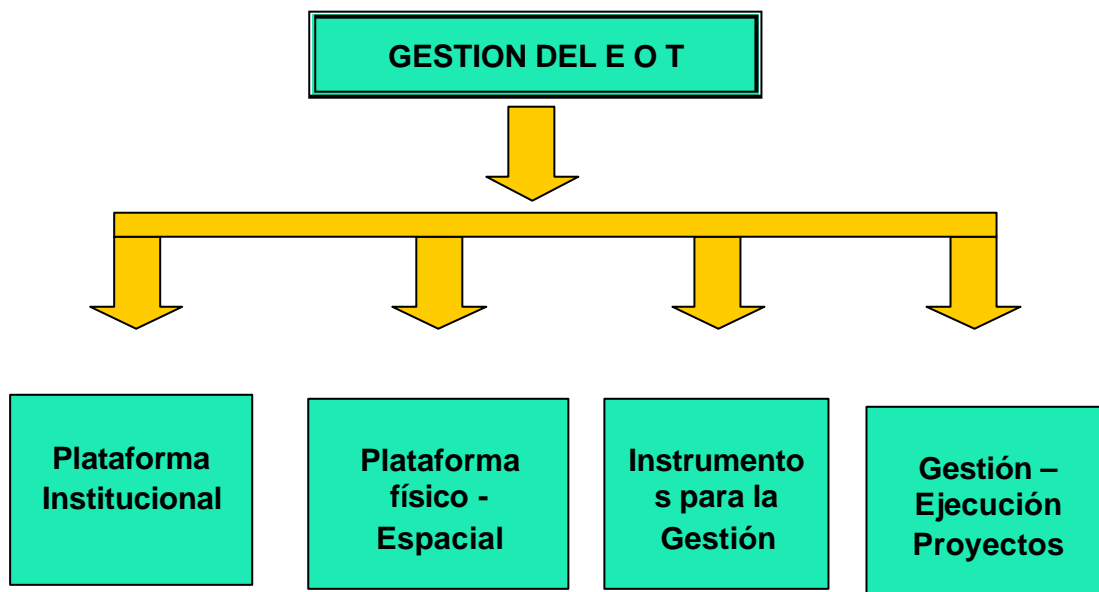 GESTION DEL E O T
Plataforma
Institucional
Plataforma
físico -
Espacial
Instrumento
s para la
Gestión
Gestión –
Ejecución
Proyectos